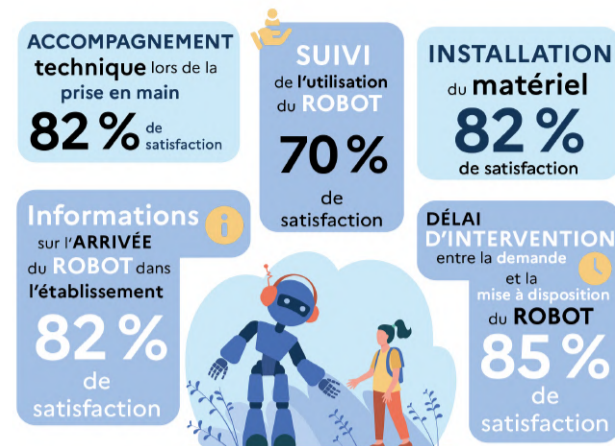 ACCOMPAGNEMENT
technique lors de la
prise en main
82 % de
satisfaction
SUIVI
de l'utilisation
du ROBOT
70 %
de
satisfaction
INSTALLATION
du matériel
82 %
de satisfaction
Informations
i
sur l'ARRIVÉE
du ROBOT dans
l'établissement
82 %
de
satisfaction
DÉLAI
D'INTERVENTION
entre la demande
et la
mise à disposition
du ROBOT
85 %
de
satisfaction